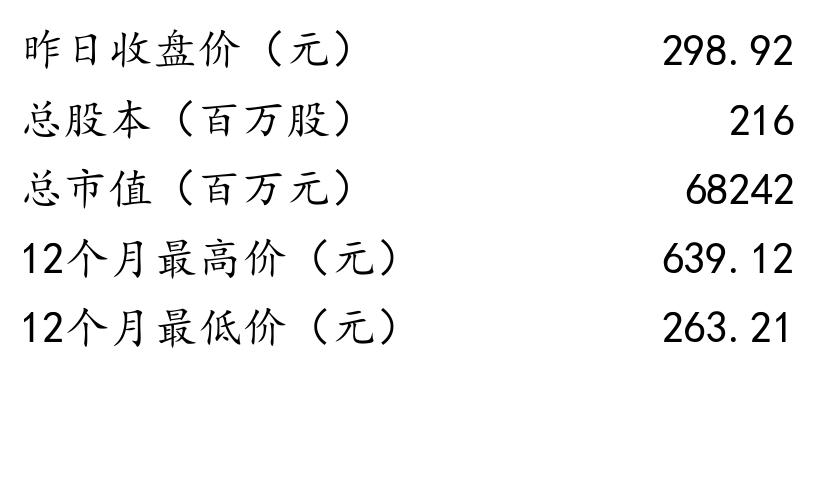 昨日收盘价（元） 298.92
总股本（百万股） 216
总市值（百万元） 68242
12个月最高价（元） 639.12
12个月最低价（元） 263.21